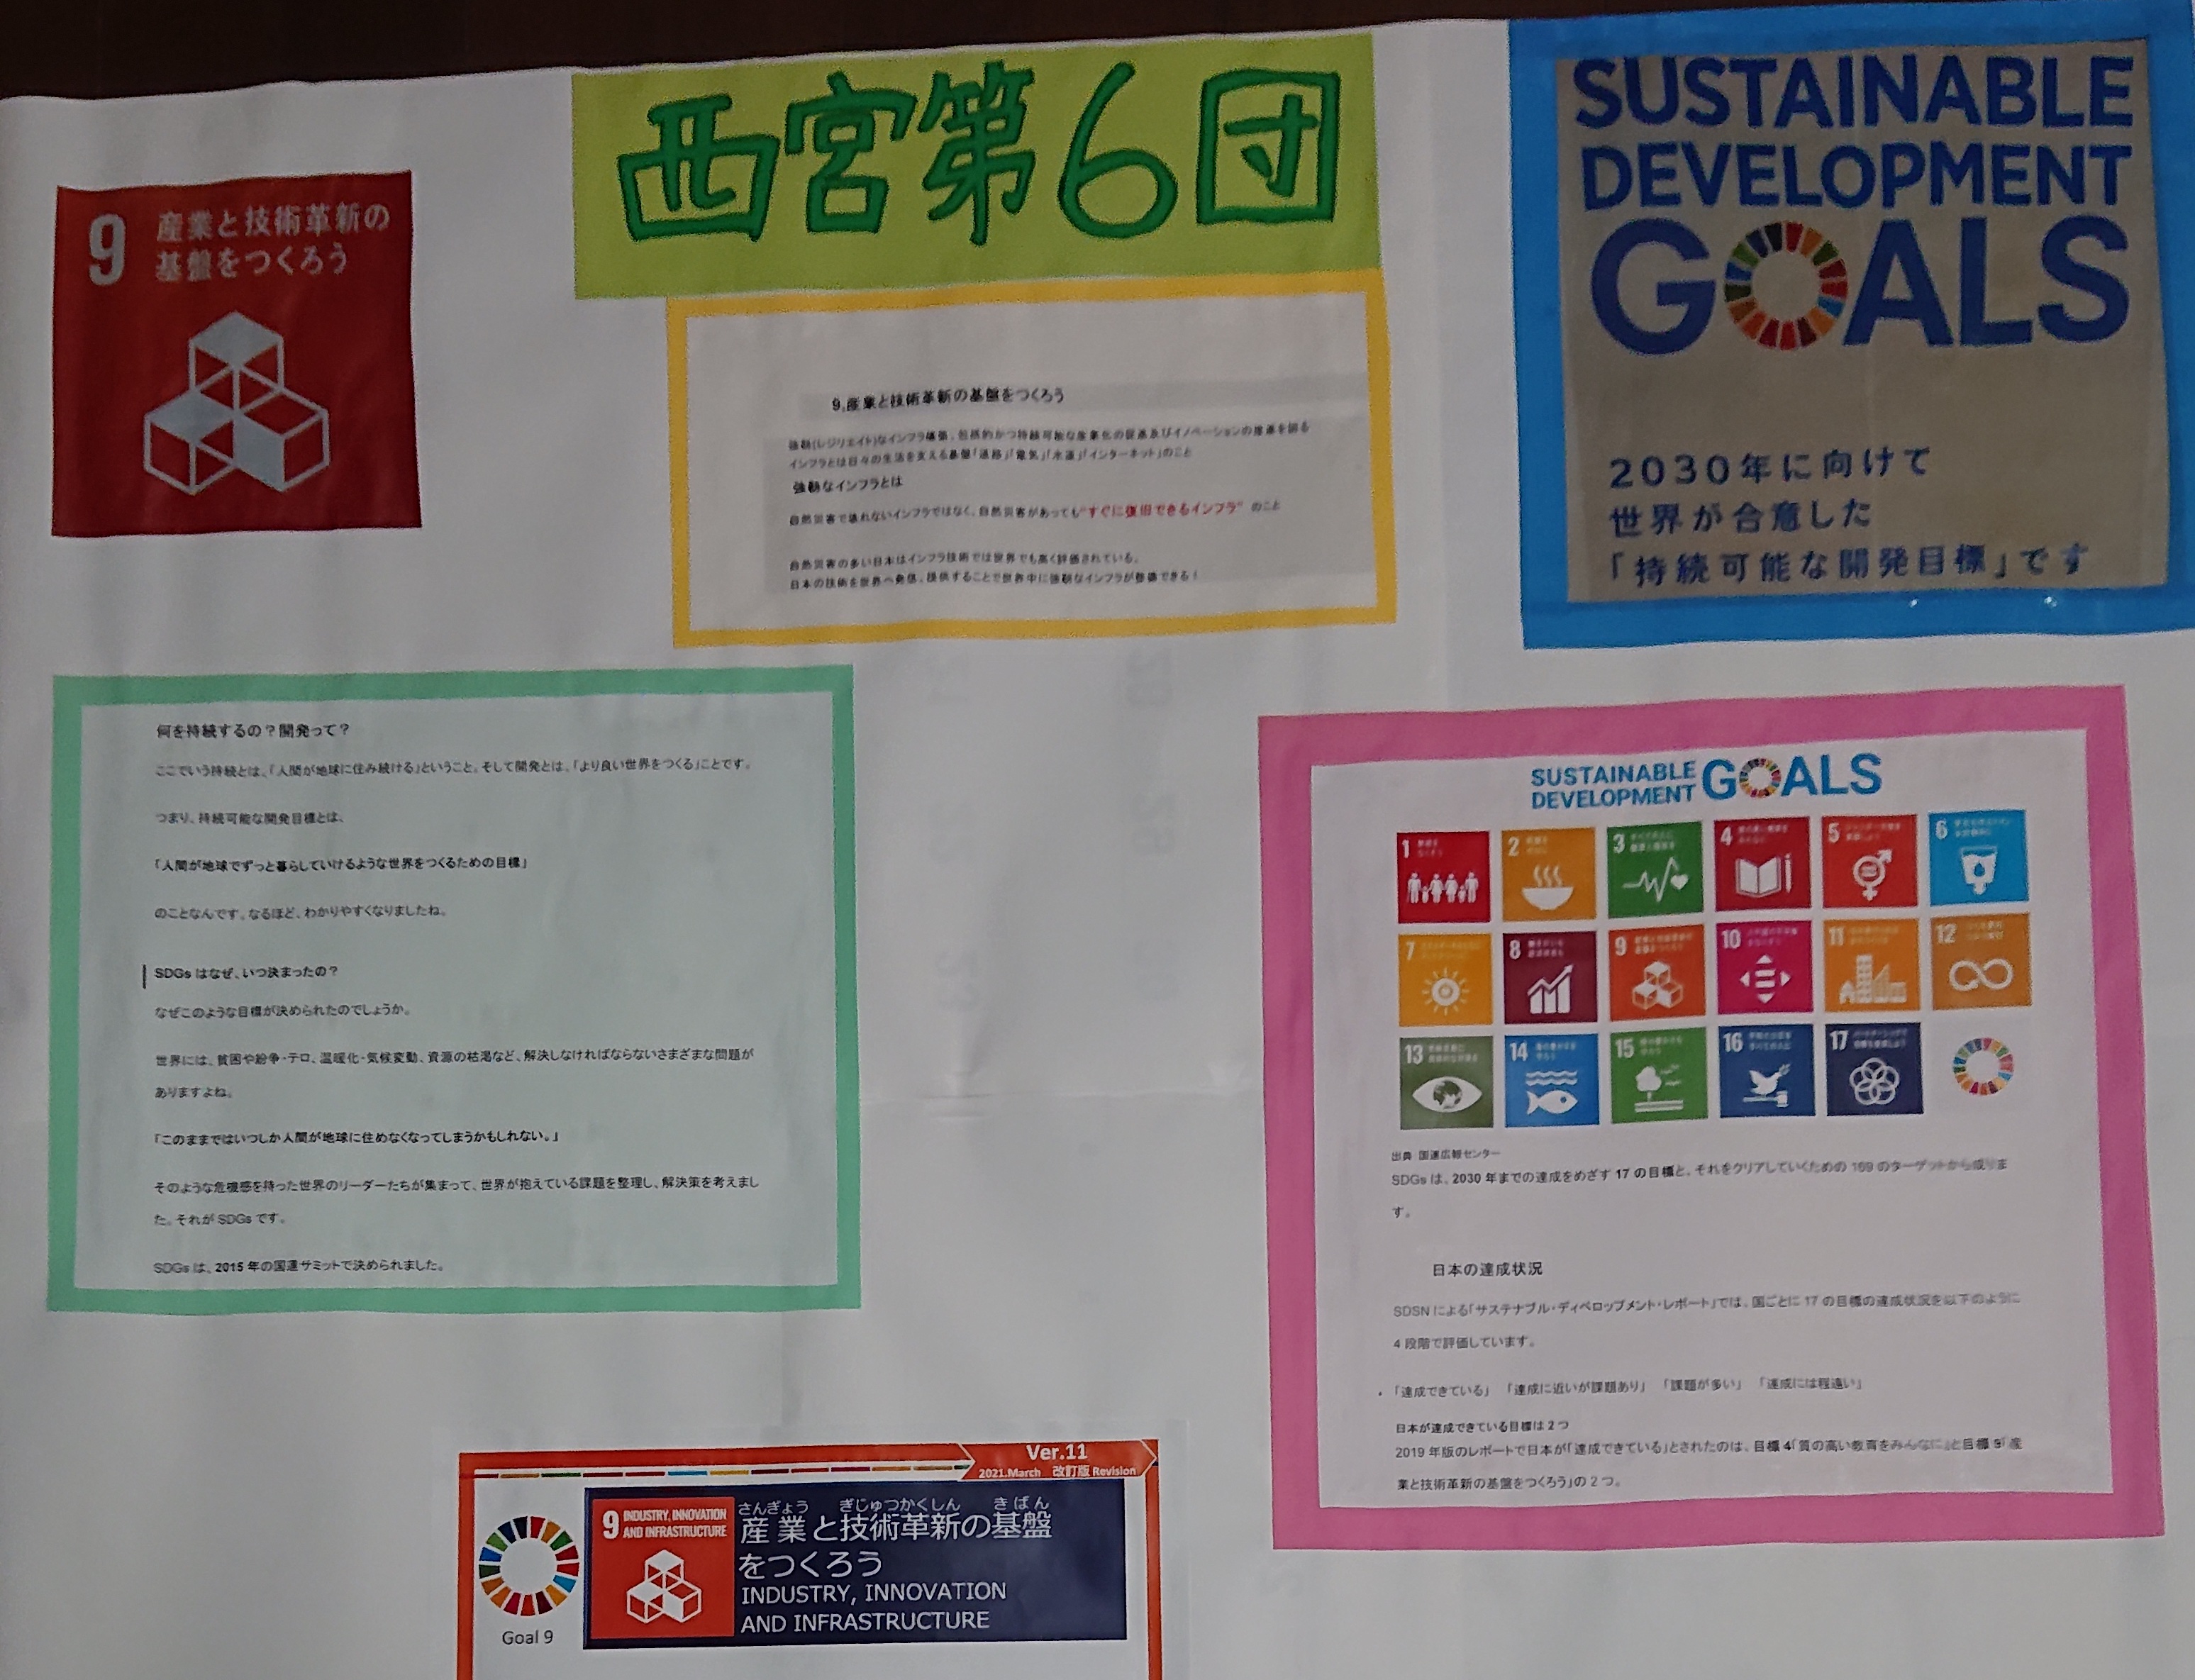 西宮第6団
9 産業と技術革新の
基盤をつくろう
SUSTAINABLE
DEVELOPMENT
GOALS
2030年に向けて
世界が合意した
「持続可能な開発目標」です
9.産業と技術革新の基盤をつくろう
強靭(レジリエイト)なインフラ構築、包括的かつ持続可能な産業化の促進及びイノベーションの推進を図る
インフラとは日々の生活を支える基盤「道路」「電気」「水道」「インターネット」のこと
強靭なインフラとは
自然災害で壊れないインフラではなく、自然災害があっても"すぐに復旧できるインフラ" のこと
自然災害の多い日本はインフラ技術では世界でも高く評価されている。
日本の技術を世界へ発信、提供することで世界中に強靭なインフラが整備できる！
何を持続するの？開発って？
ここでいう持続とは、「人間が地球に住み続ける」ということ。そして開発とは、「より良い世界をつくる」ことです。
つまり、持続可能な開発目標とは、
「人間が地球でずっと暮らしていけるような世界をつくるための目標」
のことなんです。なるほど、わかりやすくなりましたね。
SDGs はなぜ、いつ決まったの？
なぜこのような目標が決められたのでしょうか。
世界には、貧困や紛争・テロ、温暖化・気候変動、資源の枯渇など、解決しなければならないさまざまな問題が
ありますよね。
「このままではいつしか人間が地球に住めなくなってしまうかもしれない。」
そのような危機感を持った世界のリーダーたちが集まって、世界が抱えている課題を整理し、解決策を考えまし
た。それが SDGs です。
SDGs は、2015 年の国連サミットで決められました。
SUSTAINABLE
DEVELOPMENT GOALS
1 2 3 4 5 6
7 8 9 10 11 12
13 14 15 16 17
出典 国連広報センター
SDGs は、2030 年までの達成をめざす 17 の目標と、それをクリアしていくための 169 のターゲットから成りま
す。
日本の達成状況
SDSN による「サステナブル・ディベロップメント・レポート」では、国ごとに 17 の目標の達成状況を以下のように
4 段階で評価しています。
・「達成できている」 「達成に近いが課題あり」 「課題が多い」 「達成には程遠い」
日本が達成できている目標は 2 つ
2019 年版のレポートで日本が「達成できている」とされたのは、目標 4「質の高い教育をみんなに」と目標 9「産
業と技術革新の基盤をつくろう」の 2 つ。
Ver.11
2021.March 改訂版 Revision
Goal 9
9 INDUSTRY, INNOVATION
AND INFRASTRUCTURE
さんぎょう ぎじゅつかくしん きばん
産業と技術革新の基盤
をつくろう
INDUSTRY, INNOVATION
AND INFRASTRUCTURE